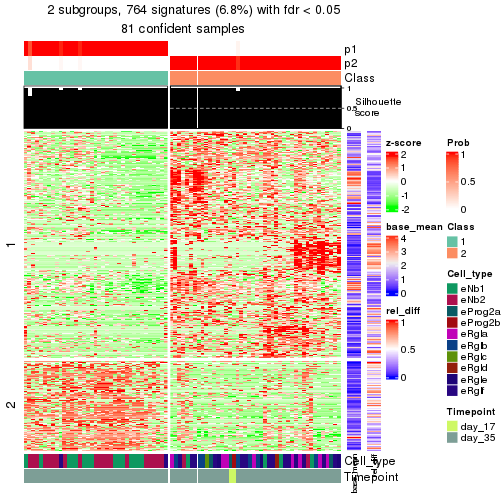 2 subgroups, 764 signatures (6.8%) with fdr < 0.05
81 confident samples
p1
p2
Class
1
0.5
0
Silhouette
score
1
2
Cell_type
Timepoint
z-score
2
1
0
-1
-2
base_mean
4
3
2
1
0
rel_diff
1
0.5
0
Prob
1
0.5
0
Class
1
2
Cell_type
eNb1
eNb2
eProg2a
eProg2b
eRgla
eRglb
eRglc
eRgld
eRgle
eRglf
Timepoint
day_17
day_35